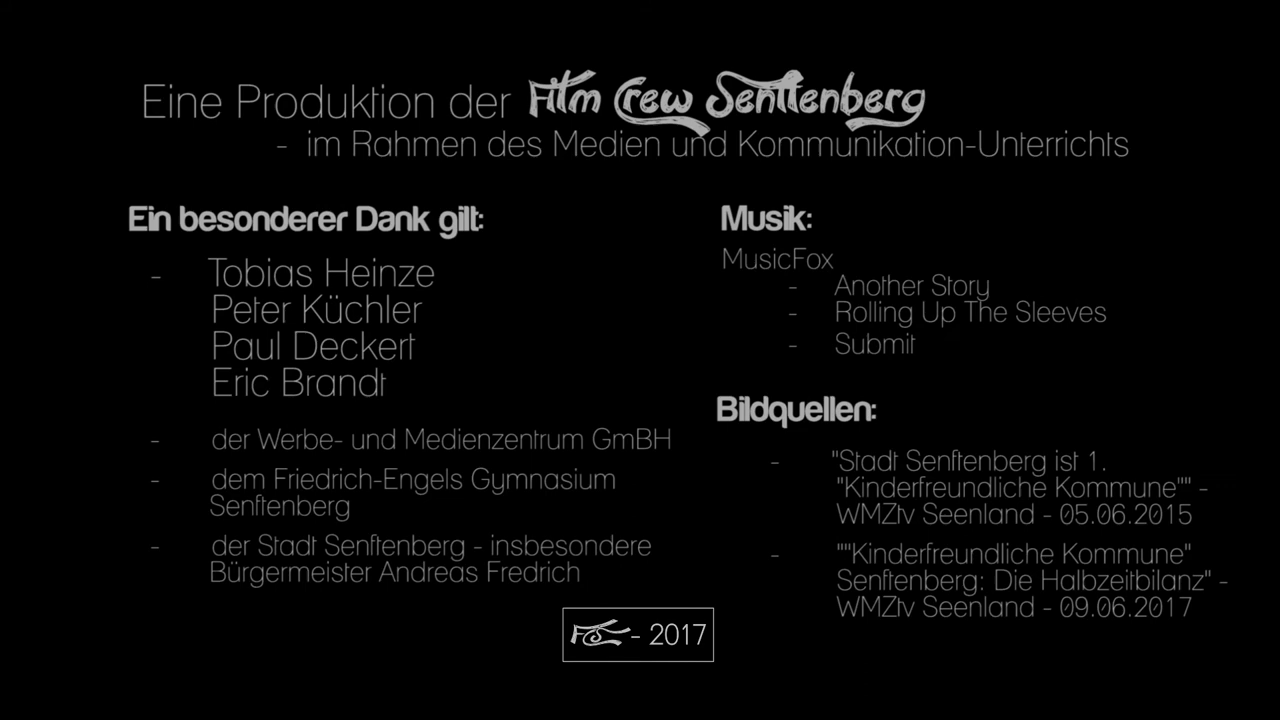 Eine Produktion der Film Crew Senftenberg
- im Rahmen des Medien und Kommunikation-Unterrichts
Ein besonderer Dank gilt:
- Tobias Heinze
Peter Küchler
Paul Deckert
Eric Brandt
- der Werbe- und Medienzentrum GmBH
- dem Friedrich-Engels Gymnasium
Senftenberg
- der Stadt Senftenberg - insbesondere
Bürgermeister Andreas Fredrich
Musik:
MusicFox
- Another Story
- Rolling Up The Sleeves
- Submit
Bildquellen:
- "Stadt Senftenberg ist 1.
"Kinderfreundliche Kommune"" -
WMZtv Seenland - 05.06.2015
- ""Kinderfreundliche Kommune"
Senftenberg: Die Halbzeitbilanz" -
WMZtv Seenland - 09.06.2017
FCS - 2017